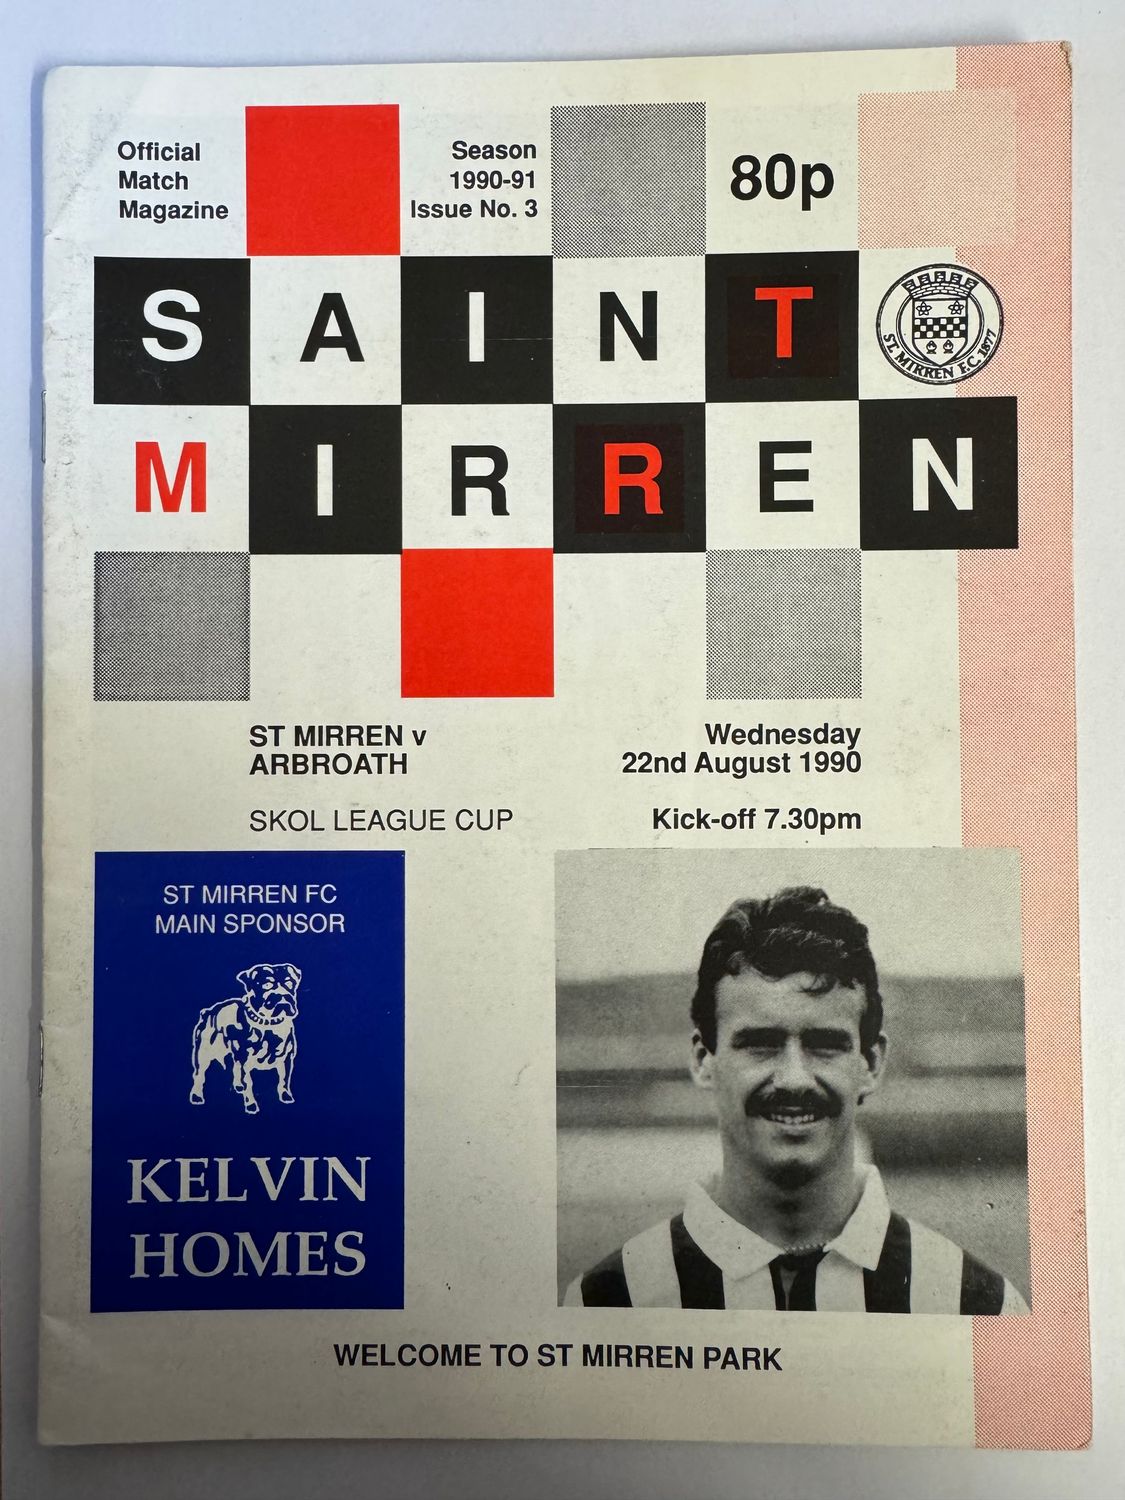 Official
Match
Magazine
Season
1990-91
Issue No. 3
80p
SAINT
MIRREN
ST. MIRREN F.C. 1877
ST MIRREN v
ARBROATH
SKOL LEAGUE CUP
Wednesday
22nd August 1990
Kick-off 7.30pm
ST MIRREN FC
MAIN SPONSOR
KELVIN
HOMES
WELCOME TO ST MIRREN PARK